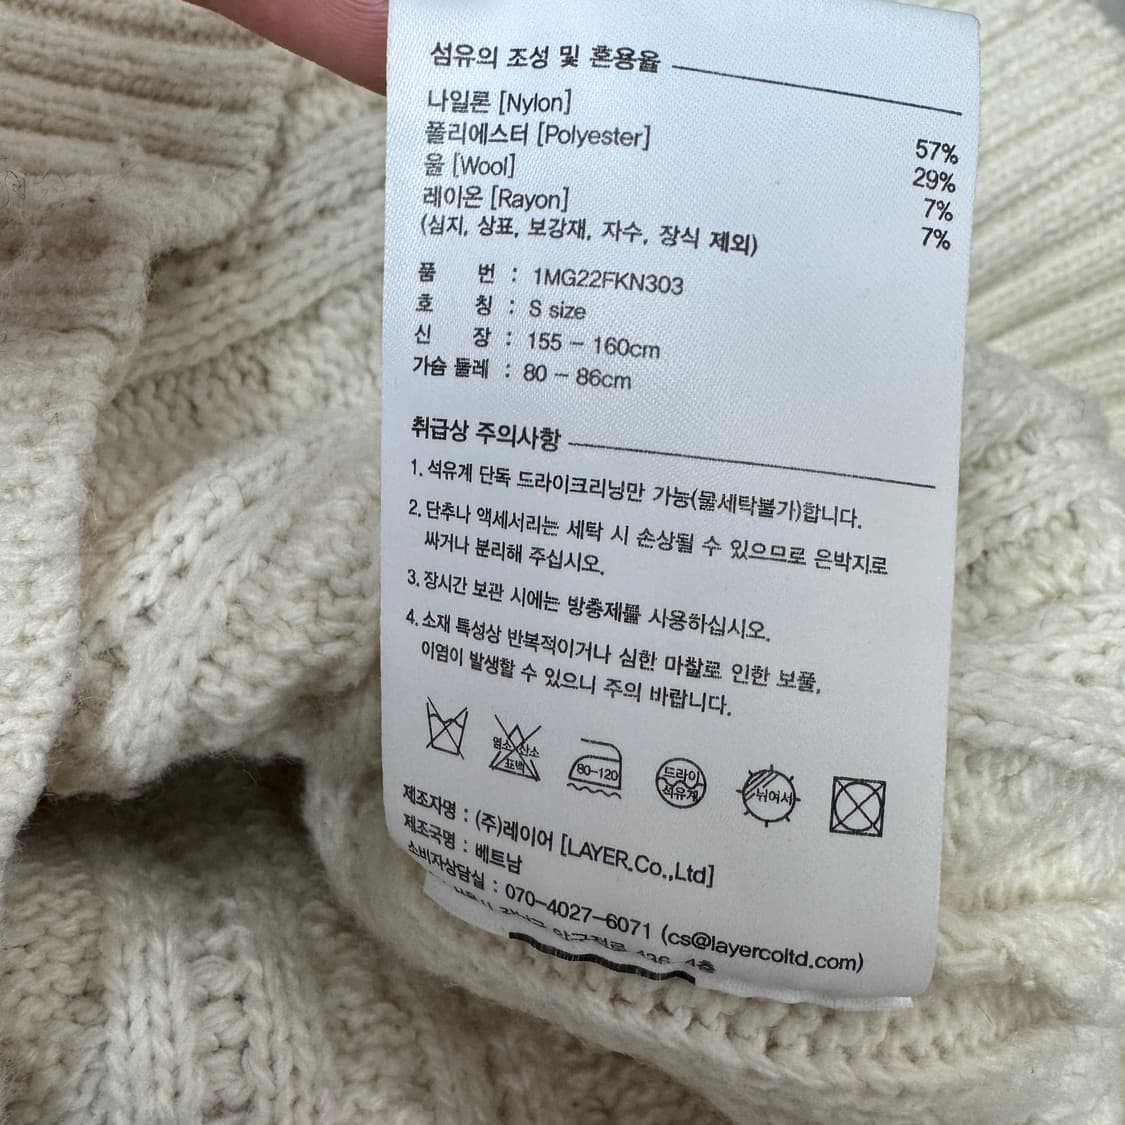 섬유의 조성 및 혼용율
나일론 [Nylon] 57%
폴리에스터 [Polyester] 29%
울 [Wool] 7%
레이온 [Rayon] 7%
(심지, 상표, 보강재, 자수, 장식 제외)
품 번 : 1MG22FKN303
호 칭 : S size
신 장 : 155 - 160cm
가슴 둘레 : 80 - 86cm
취급상 주의사항
1. 석유계 단독 드라이크리닝만 가능(물세탁불가)합니다.
2. 단추나 액세서리는 세탁 시 손상될 수 있으므로 은박지로
싸거나 분리해 주십시오.
3. 장시간 보관 시에는 방충제를 사용하십시오.
4. 소재 특성상 반복적이거나 심한 마찰로 인한 보풀,
이염이 발생할 수 있으니 주의 바랍니다.
염소 산소
표백
80-120
드라이
석유계
뉘어서
제조자명 : (주)레이어 [LAYER.Co.,Ltd]
제조국명 : 베트남
소비자상담실 : 070-4027-6071 (cs@layercoltd.com)